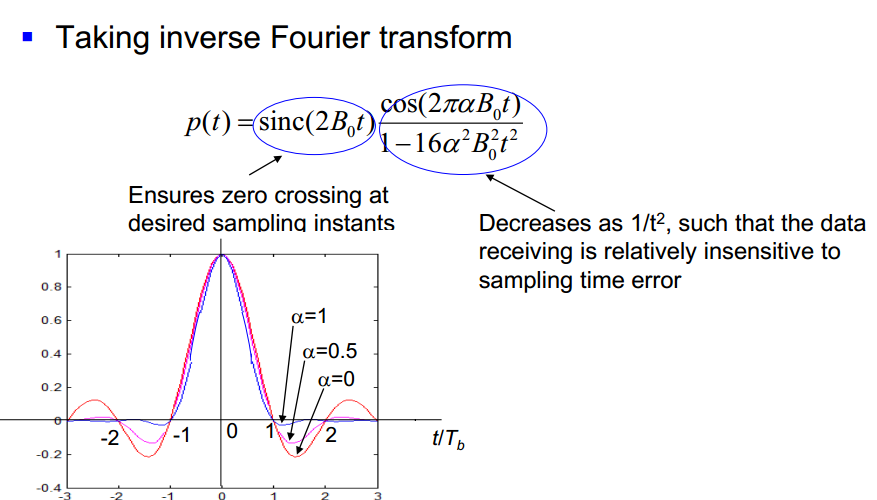 ▪ Taking inverse Fourier transform
p(t) = sinc(2B₀t) cos(2παB₀t) / (1 − 16α²B₀²t²)
Ensures zero crossing at
desired sampling instants
Decreases as 1/t², such that the data
receiving is relatively insensitive to
sampling time error
1
0.8
0.6
0.4
0.2
0
-0.2
-0.4
α=1
α=0.5
α=0
-2 -1 0 1 2
t/T_b
-3 -2 -1 0 1 2 3